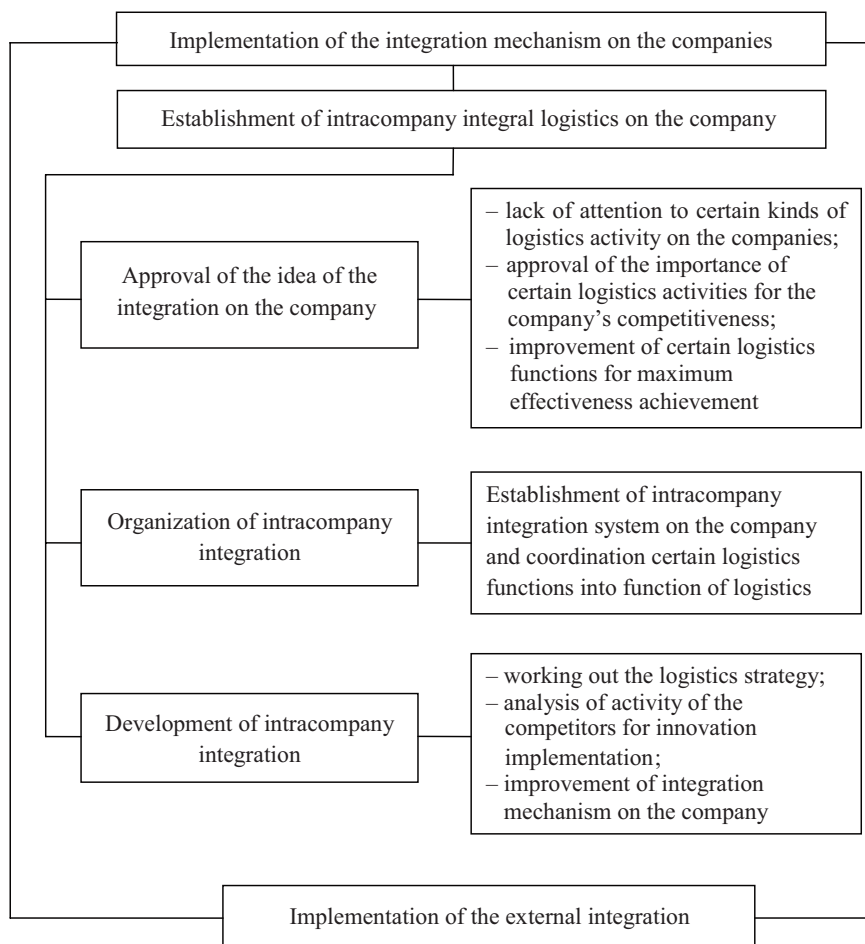 Implementation of the integration mechanism on the companies
Establishment of intracompany integral logistics on the company
Approval of the idea of the
integration on the company
– lack of attention to certain kinds of
logistics activity on the companies;
– approval of the importance of
certain logistics activities for the
company’s competitiveness;
– improvement of certain logistics
functions for maximum
effectiveness achievement
Organization of intracompany
integration
Establishment of intracompany
integration system on the company
and coordination certain logistics
functions into function of logistics
Development of intracompany
integration
– working out the logistics strategy;
– analysis of activity of the
competitors for innovation
implementation;
– improvement of integration
mechanism on the company
Implementation of the external integration